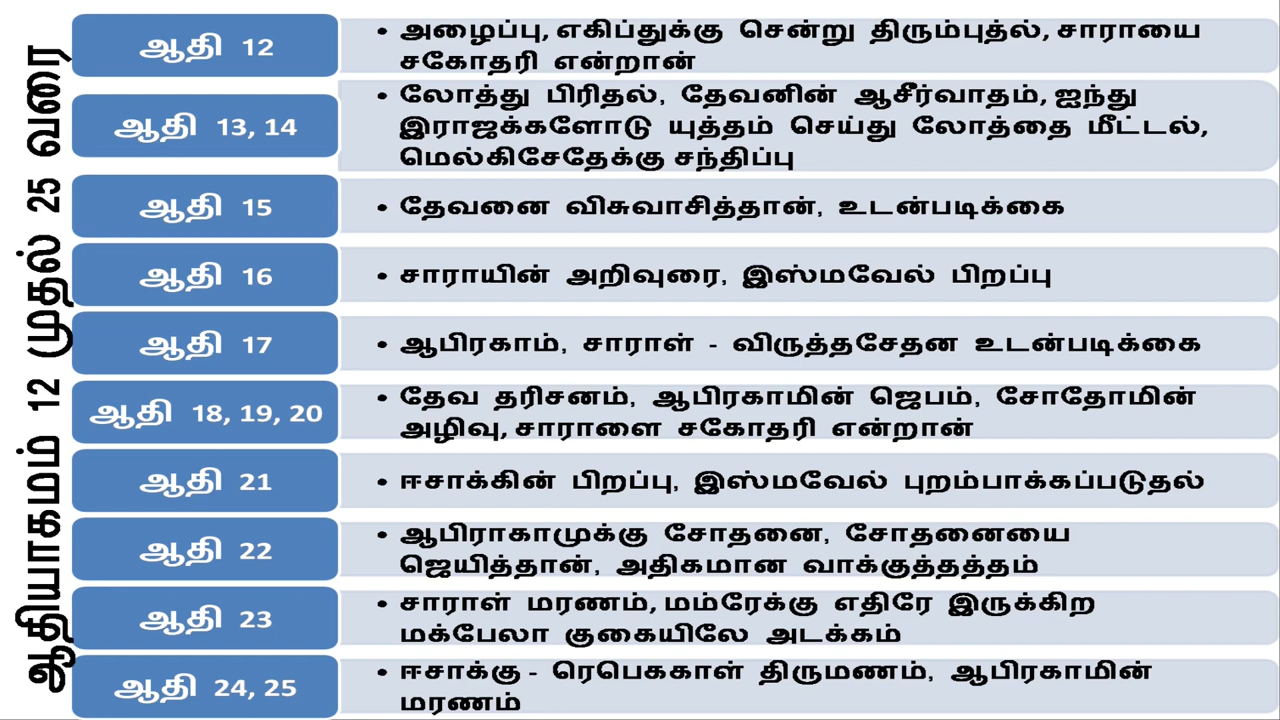 ஆதியாகமம் 12 முதல் 25 வரை
ஆதி 12
• அழைப்பு, எகிப்துக்கு சென்று திரும்புத்ல், சாராயை
சகோதரி என்றான்
ஆதி 13, 14
• லோத்து பிரிதல், தேவனின் ஆசீர்வாதம், ஐந்து
இராஜக்களோடு யுத்தம் செய்து லோத்தை மீட்டல்,
மெல்கிசேதேக்கு சந்திப்பு
ஆதி 15
• தேவனை விசுவாசித்தான், உடன்படிக்கை
ஆதி 16
• சாராயின் அறிவுரை, இஸ்மவேல் பிறப்பு
ஆதி 17
• ஆபிரகாம், சாராள் - விருத்தசேதன உடன்படிக்கை
ஆதி 18, 19, 20
• தேவ தரிசனம், ஆபிரகாமின் ஜெபம், சோதோமின்
அழிவு, சாராளை சகோதரி என்றான்
ஆதி 21
• ஈசாக்கின் பிறப்பு, இஸ்மவேல் புறம்பாக்கப்படுதல்
ஆதி 22
• ஆபிராகாமுக்கு சோதனை, சோதனையை
ஜெயித்தான், அதிகமான வாக்குத்தத்தம்
ஆதி 23
• சாராள் மரணம், மம்ரேக்கு எதிரே இருக்கிற
மக்பேலா குகையிலே அடக்கம்
ஆதி 24, 25
• ஈசாக்கு - ரெபெககாள் திருமணம், ஆபிரகாமின்
மரணம்